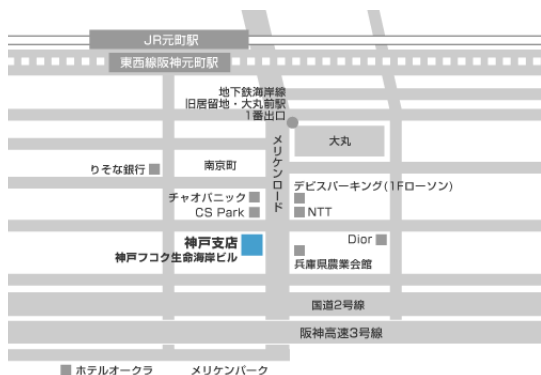 JR元町駅
東西線阪神元町駅
地下鉄海岸線
旧居留地・大丸前駅
1番出口
大丸
メリケンロード
南京町
りそな銀行
デビスパーキング(1Fローソン)
チャオパニック
CS Park
NTT
神戸支店
神戸フコク生命海岸ビル
Dior
兵庫県農業会館
国道2号線
阪神高速3号線
ホテルオークラ
メリケンパーク